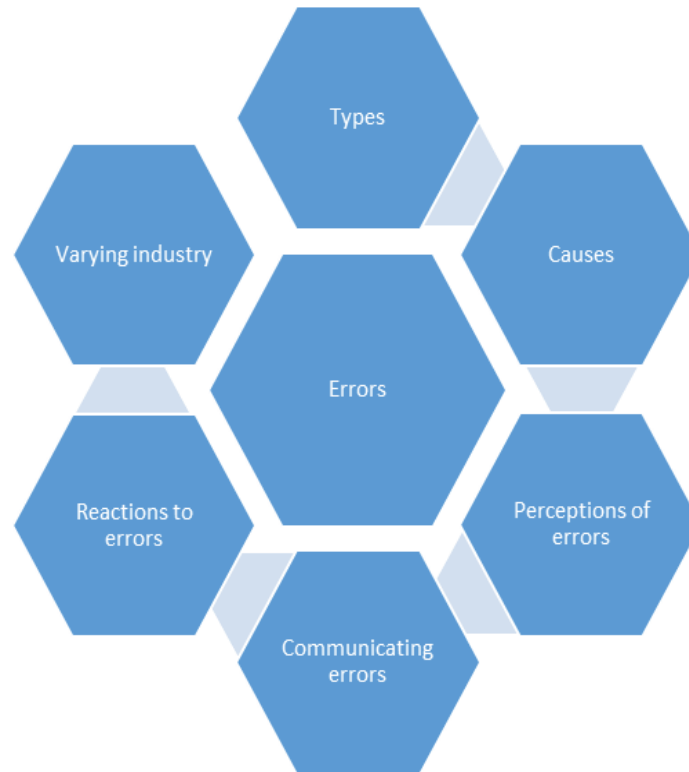 Types
Varying industry
Causes
Errors
Reactions to
errors
Perceptions of
errors
Communicating
errors